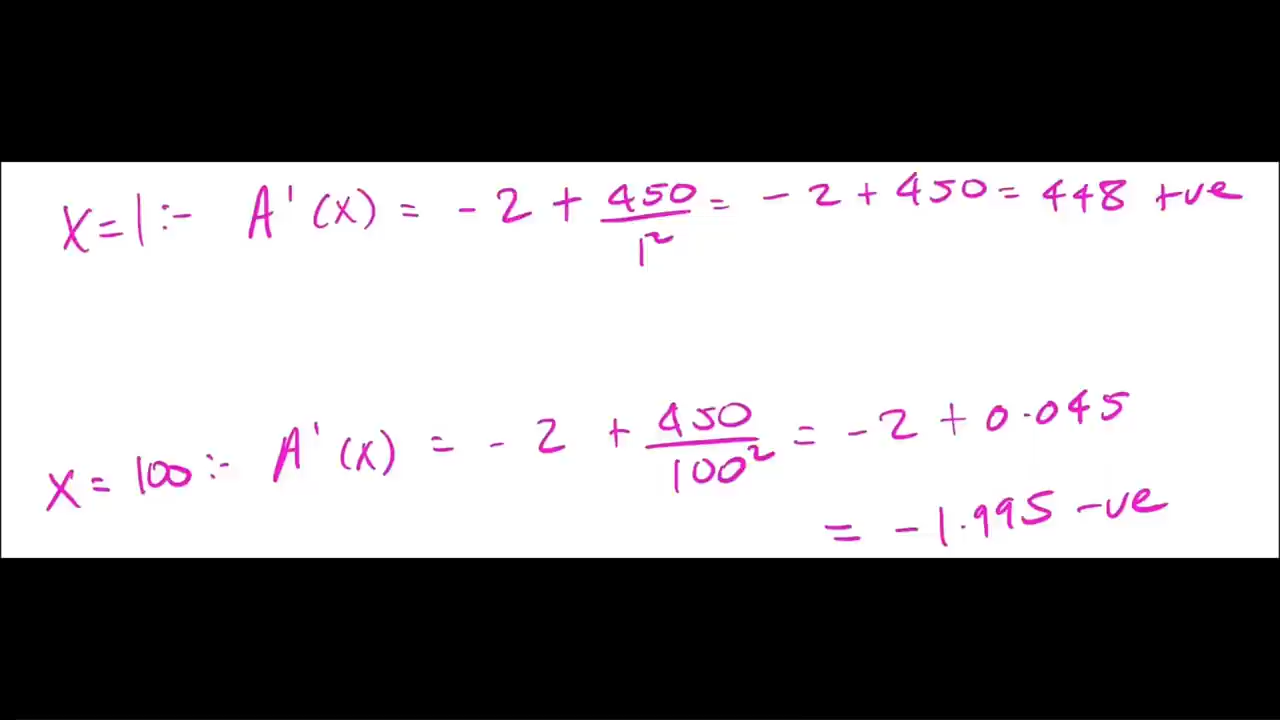 x=1:- A'(x) = -2 + 450/1² = -2 + 450 = 448 +ve
x = 100:- A'(x) = -2 + 450/100² = -2 + 0.045
= -1.995 -ve